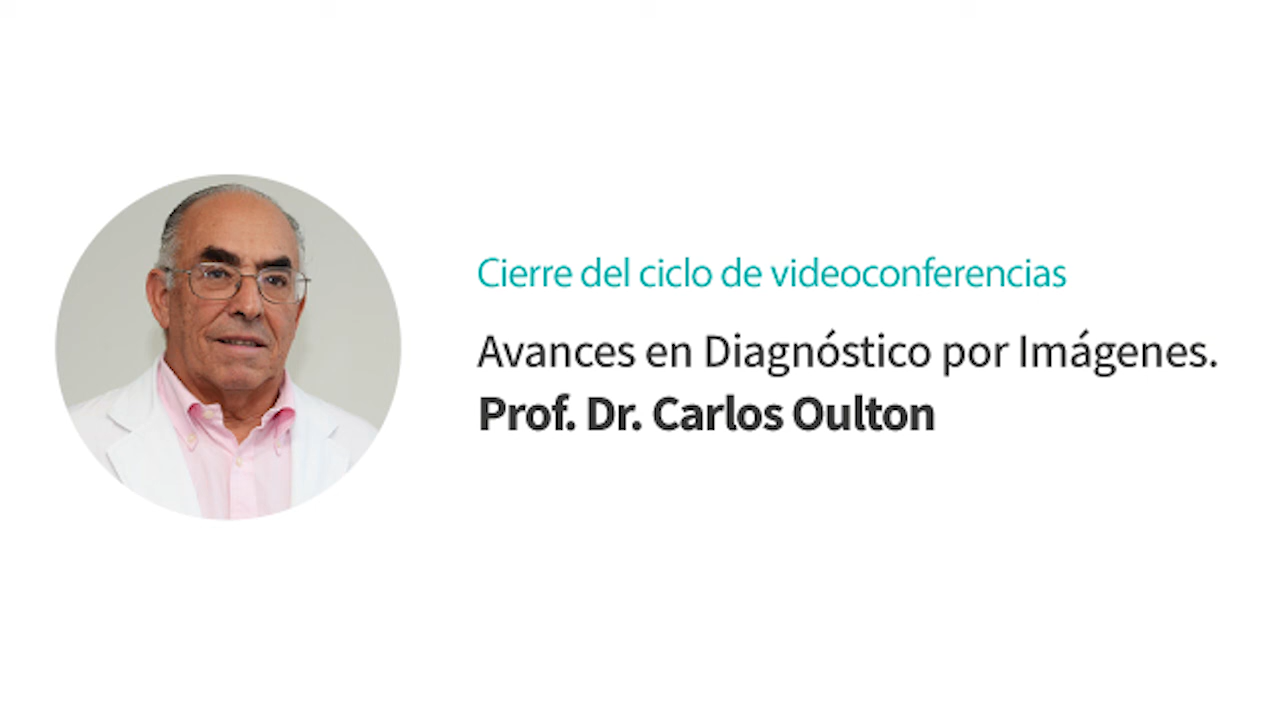 Cierre del ciclo de videoconferencias
Avances en Diagnóstico por Imágenes.
Prof. Dr. Carlos Oulton